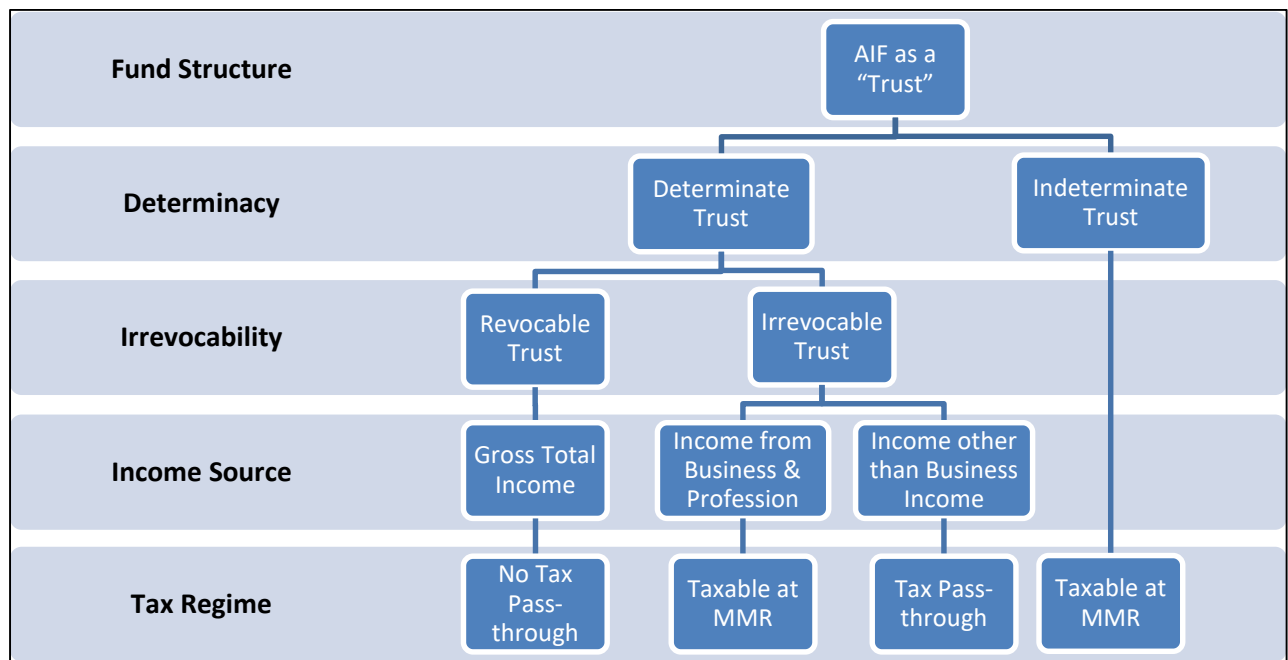 Fund Structure
AIF as a
“Trust”
Determinacy
Determinate
Trust
Indeterminate
Trust
Irrevocability
Revocable
Trust
Irrevocable
Trust
Income Source
Gross Total
Income
Income from
Business &
Profession
Income other
than Business
Income
Tax Regime
No Tax
Pass-
through
Taxable at
MMR
Tax Pass-
through
Taxable at
MMR